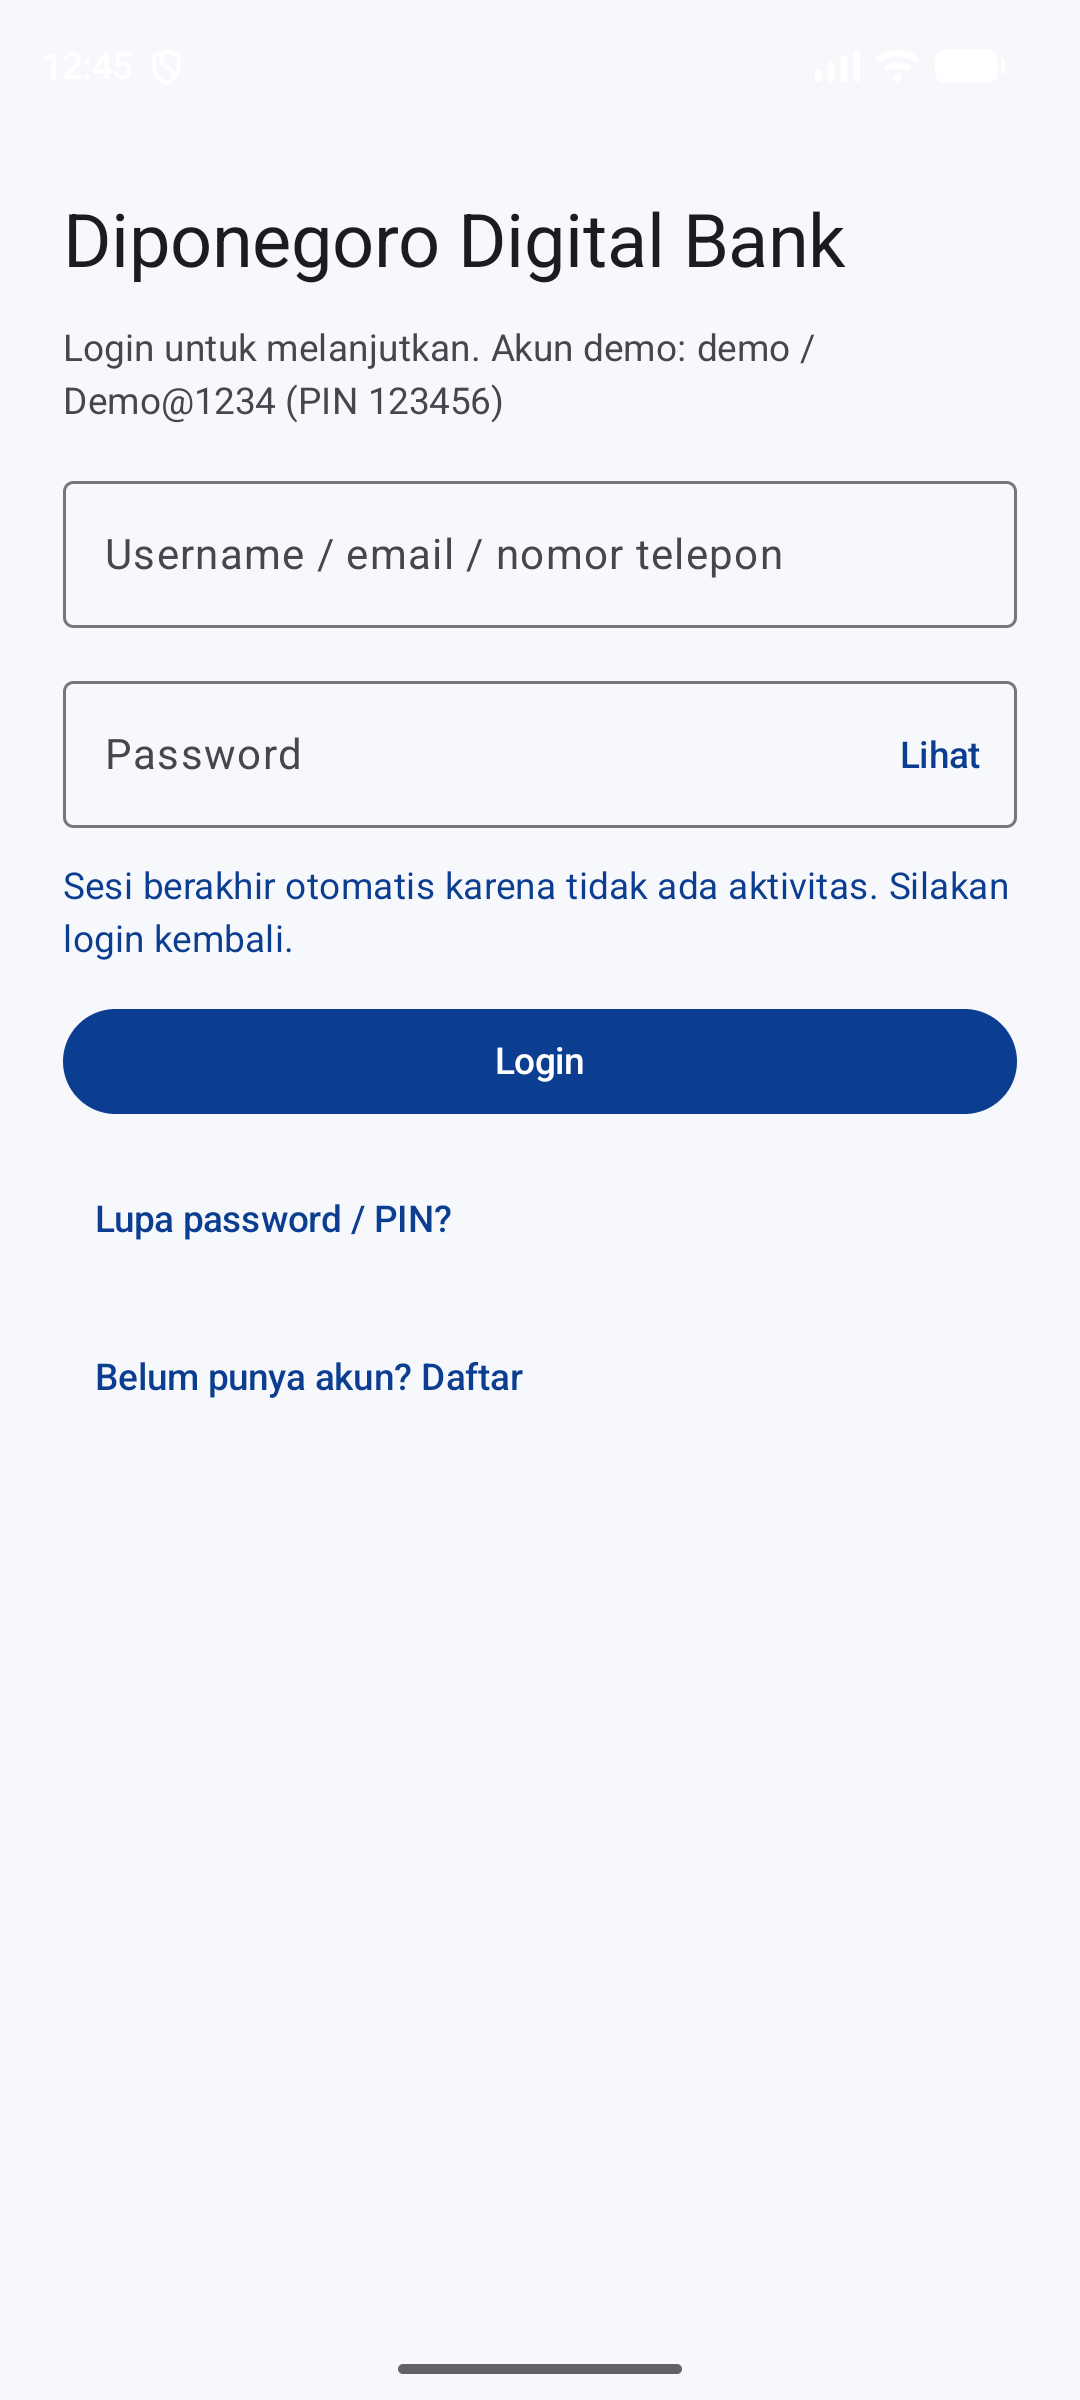 12:45
Diponegoro Digital Bank
Login untuk melanjutkan. Akun demo: demo /
Demo@1234 (PIN 123456)
Username / email / nomor telepon
Password
Lihat
Sesi berakhir otomatis karena tidak ada aktivitas. Silakan
login kembali.
Login
Lupa password / PIN?
Belum punya akun? Daftar